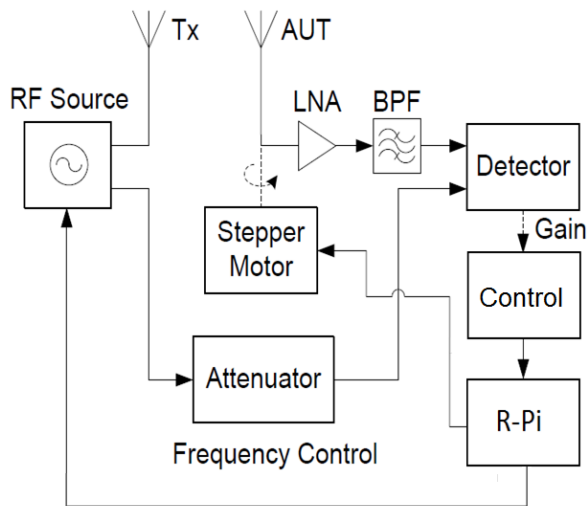 Tx
AUT
RF Source
LNA
BPF
Detector
Gain
Stepper
Motor
Control
Attenuator
R-Pi
Frequency Control